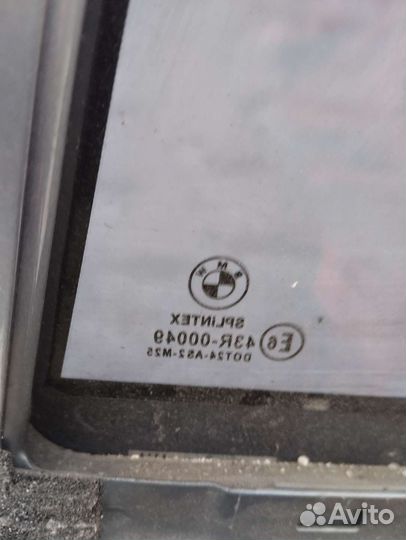 BMW
SPLINTEX
E6 43R-00049
DOT24-AS2-M25
Avito